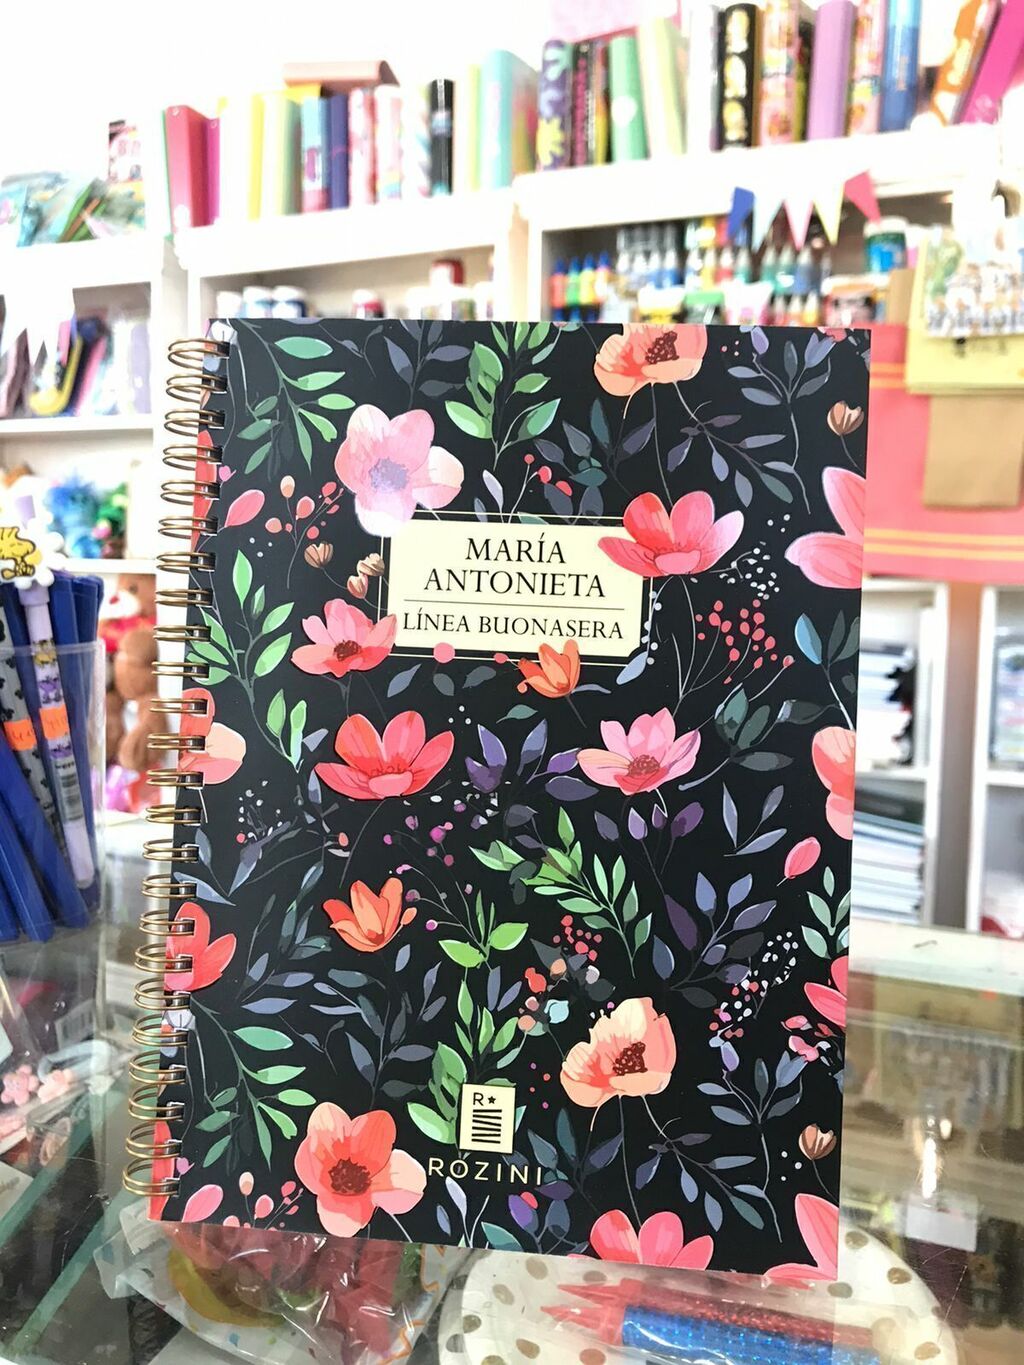 MARÍA
ANTONIETA
LÍNEA BUONASERA
R
ROZINI